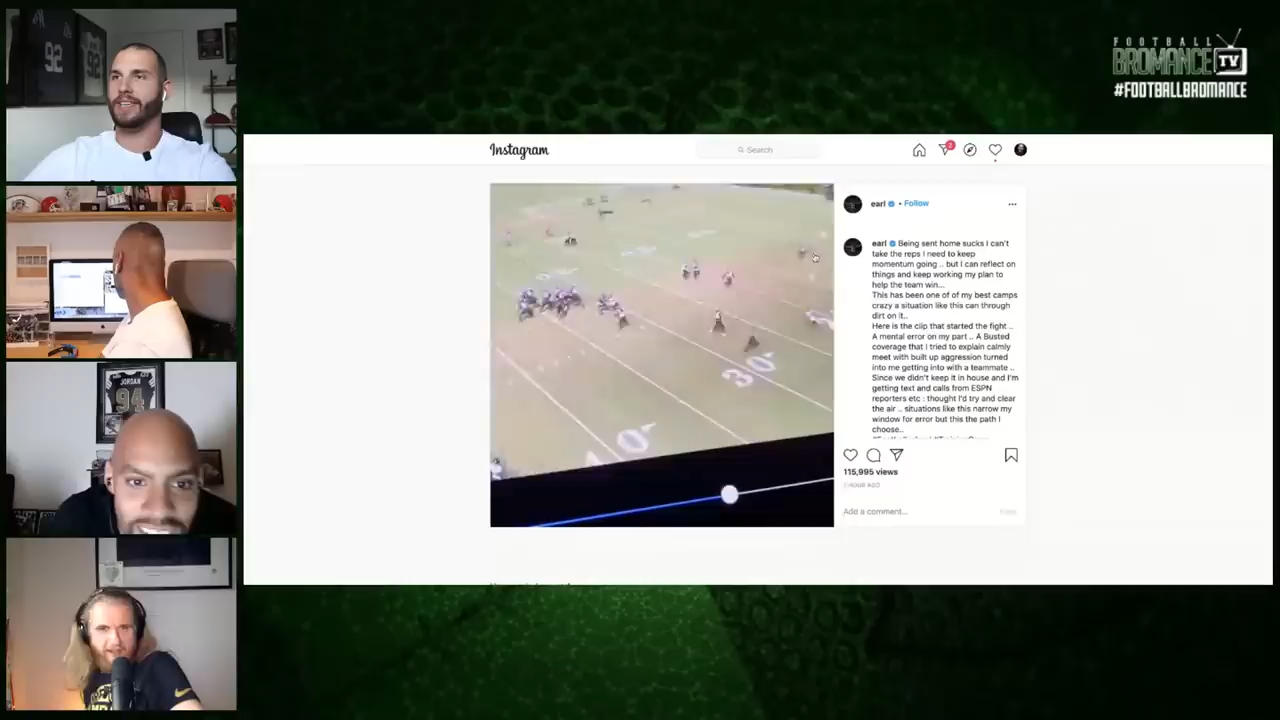 FOOTBALL
BROMANCE TV
#FOOTBALLBROMANCE
92
92
JORDAN
94
Instagram
Search
2
earl • Follow
earl Being sent home sucks I can't
take the reps I need to keep
momentum going .. but I can reflect on
things and keep working my plan to
help the team win...
This has been one of of my best camps
crazy a situation like this can through
dirt on it..
Here is the clip that started the fight ..
A mental error on my part .. A Busted
coverage that I tried to explain calmly
meet with built up aggression turned
into me getting into with a teammate ..
Since we didn't keep it in house and I'm
getting text and calls from ESPN
reporters etc : thought I'd try and clear
the air .. situations like this narrow my
window for error but this the path I
choose..
115,995 views
HOUR AGO
Add a comment...
30